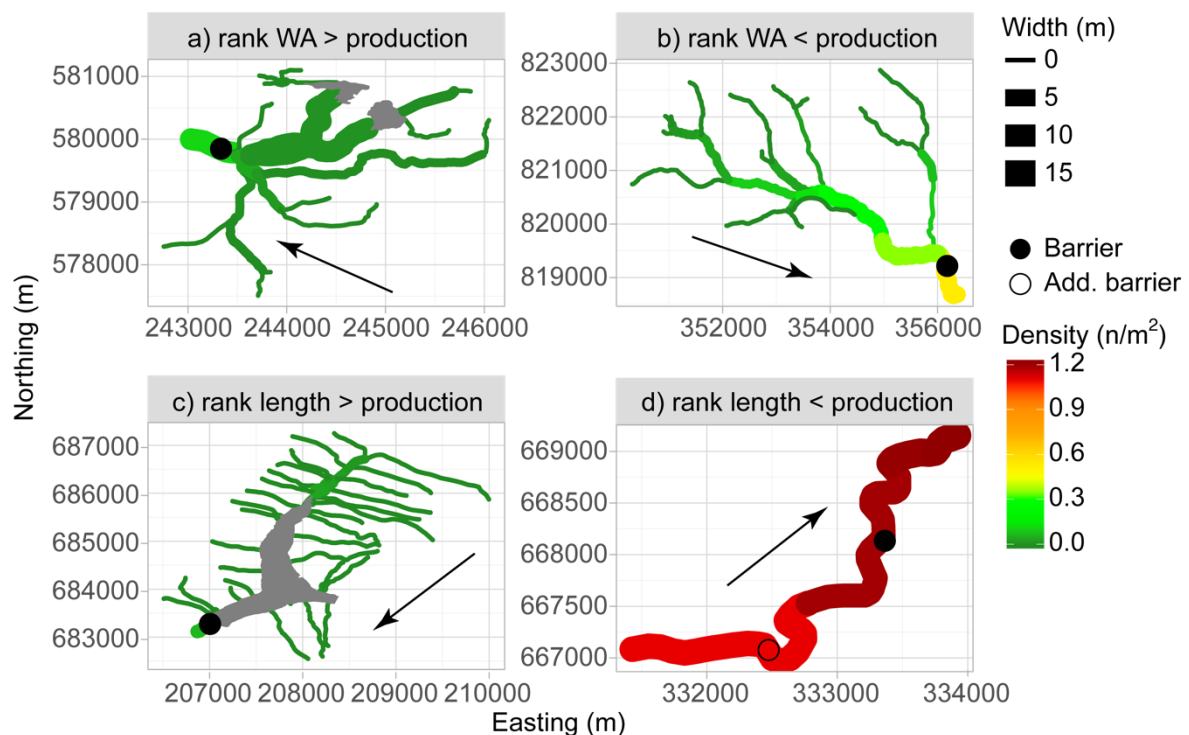 a) rank WA > production
b) rank WA < production
581000
580000
579000
578000
243000 244000 245000 246000
823000
822000
821000
820000
819000
352000 354000 356000
c) rank length > production
d) rank length < production
687000
686000
685000
684000
683000
207000 208000 209000 210000
669000
668500
668000
667500
667000
332000 333000 334000
Northing (m)
Easting (m)
Width (m)
0
5
10
15
Barrier
Add. barrier
Density (n/m²)
1.2
0.9
0.6
0.3
0.0